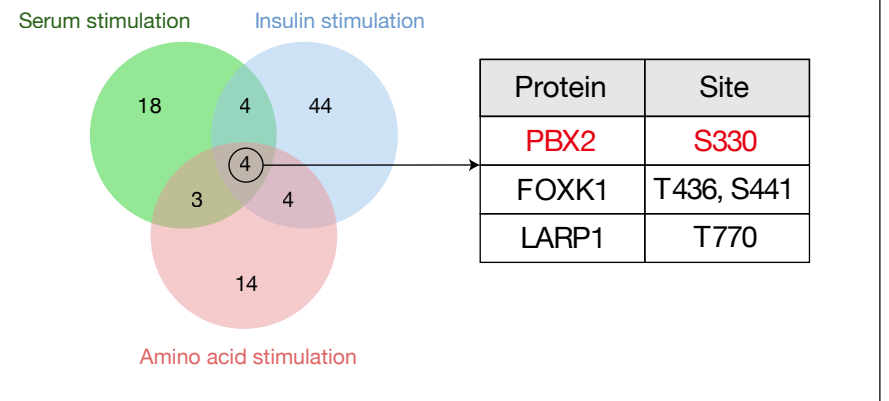 Serum stimulation
Insulin stimulation
18
4
44
4
3
4
14
Amino acid stimulation
Protein Site
PBX2 S330
FOXK1 T436, S441
LARP1 T770